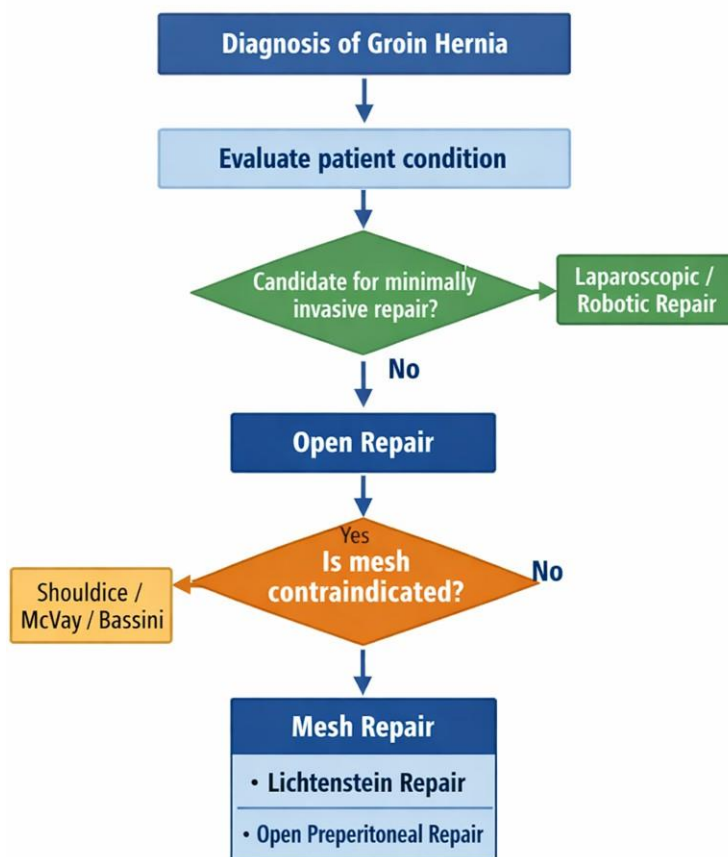 Diagnosis of Groin Hernia
Evaluate patient condition
Candidate for minimally
invasive repair?
Laparoscopic /
Robotic Repair
No
Open Repair
Yes
Is mesh
contraindicated?
No
Shouldice /
McVay / Bassini
Mesh Repair
• Lichtenstein Repair
• Open Preperitoneal Repair